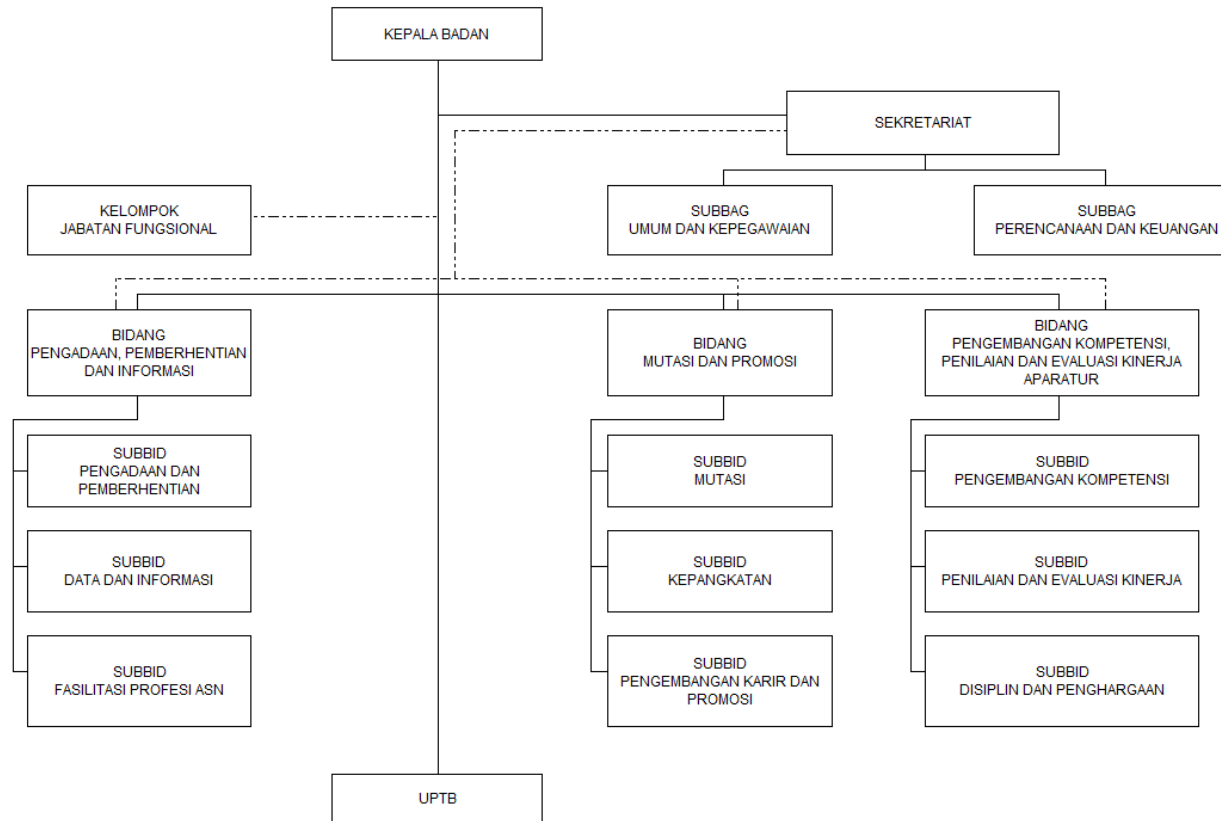 KEPALA BADAN
SEKRETARIAT
KELOMPOK
JABATAN FUNGSIONAL
SUBBAG
UMUM DAN KEPEGAWAIAN
SUBBAG
PERENCANAAN DAN KEUANGAN
BIDANG
PENGADAAN, PEMBERHENTIAN
DAN INFORMASI
BIDANG
MUTASI DAN PROMOSI
BIDANG
PENGEMBANGAN KOMPETENSI,
PENILAIAN DAN EVALUASI KINERJA
APARATUR
SUBBID
PENGADAAN DAN
PEMBERHENTIAN
SUBBID
MUTASI
SUBBID
PENGEMBANGAN KOMPETENSI
SUBBID
DATA DAN INFORMASI
SUBBID
KEPANGKATAN
SUBBID
PENILAIAN DAN EVALUASI KINERJA
SUBBID
FASILITASI PROFESI ASN
SUBBID
PENGEMBANGAN KARIR DAN
PROMOSI
SUBBID
DISIPLIN DAN PENGHARGAAN
UPTB